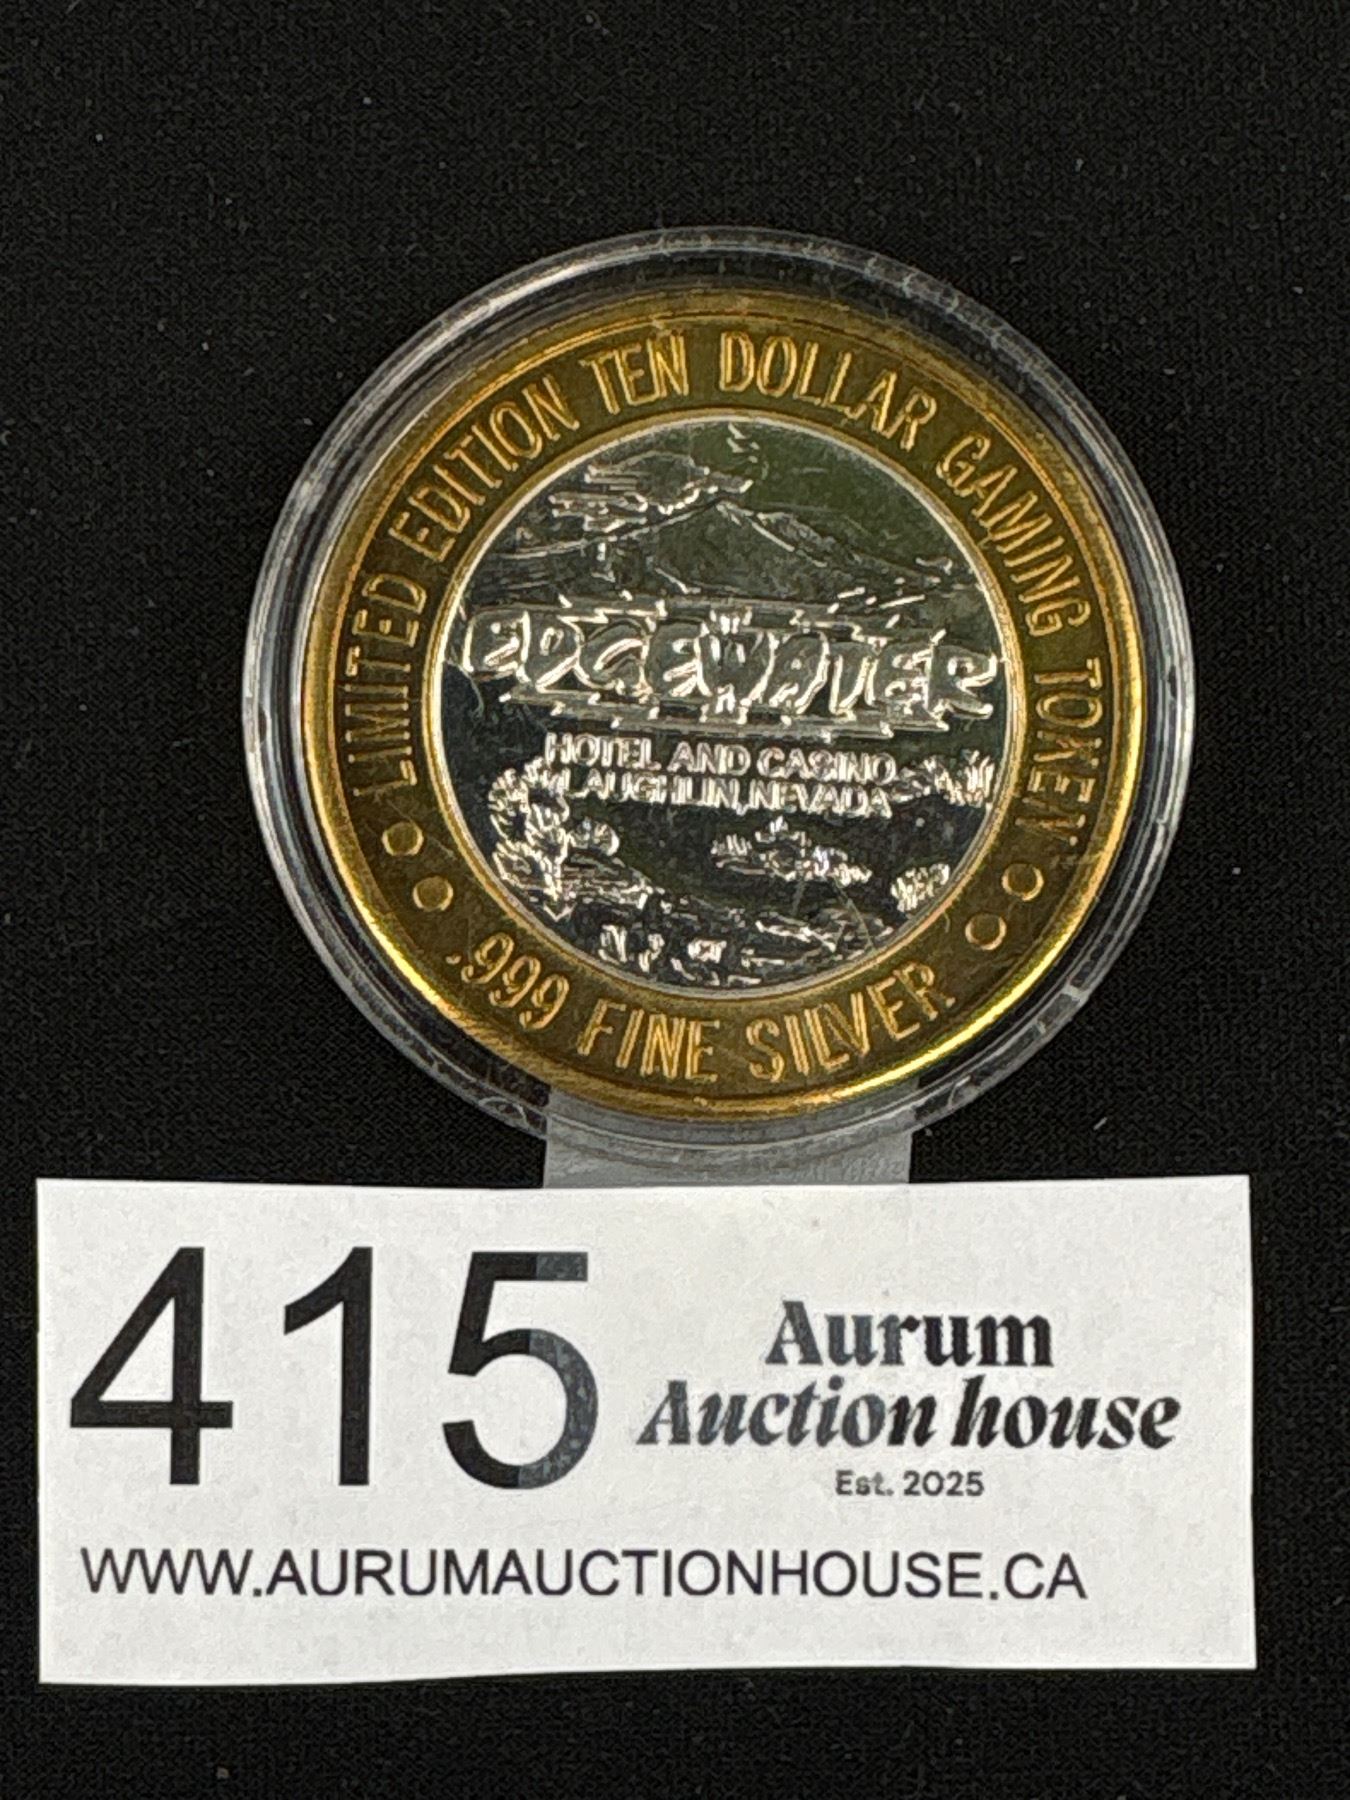 LIMITED EDITION TEN DOLLAR GAMING TOKEN
EDGEWATER
HOTEL AND CASINO
LAUGHLIN, NEVADA
.999 FINE SILVER
415
Aurum
Auction house
Est. 2025
WWW.AURUMAUCTIONHOUSE.CA